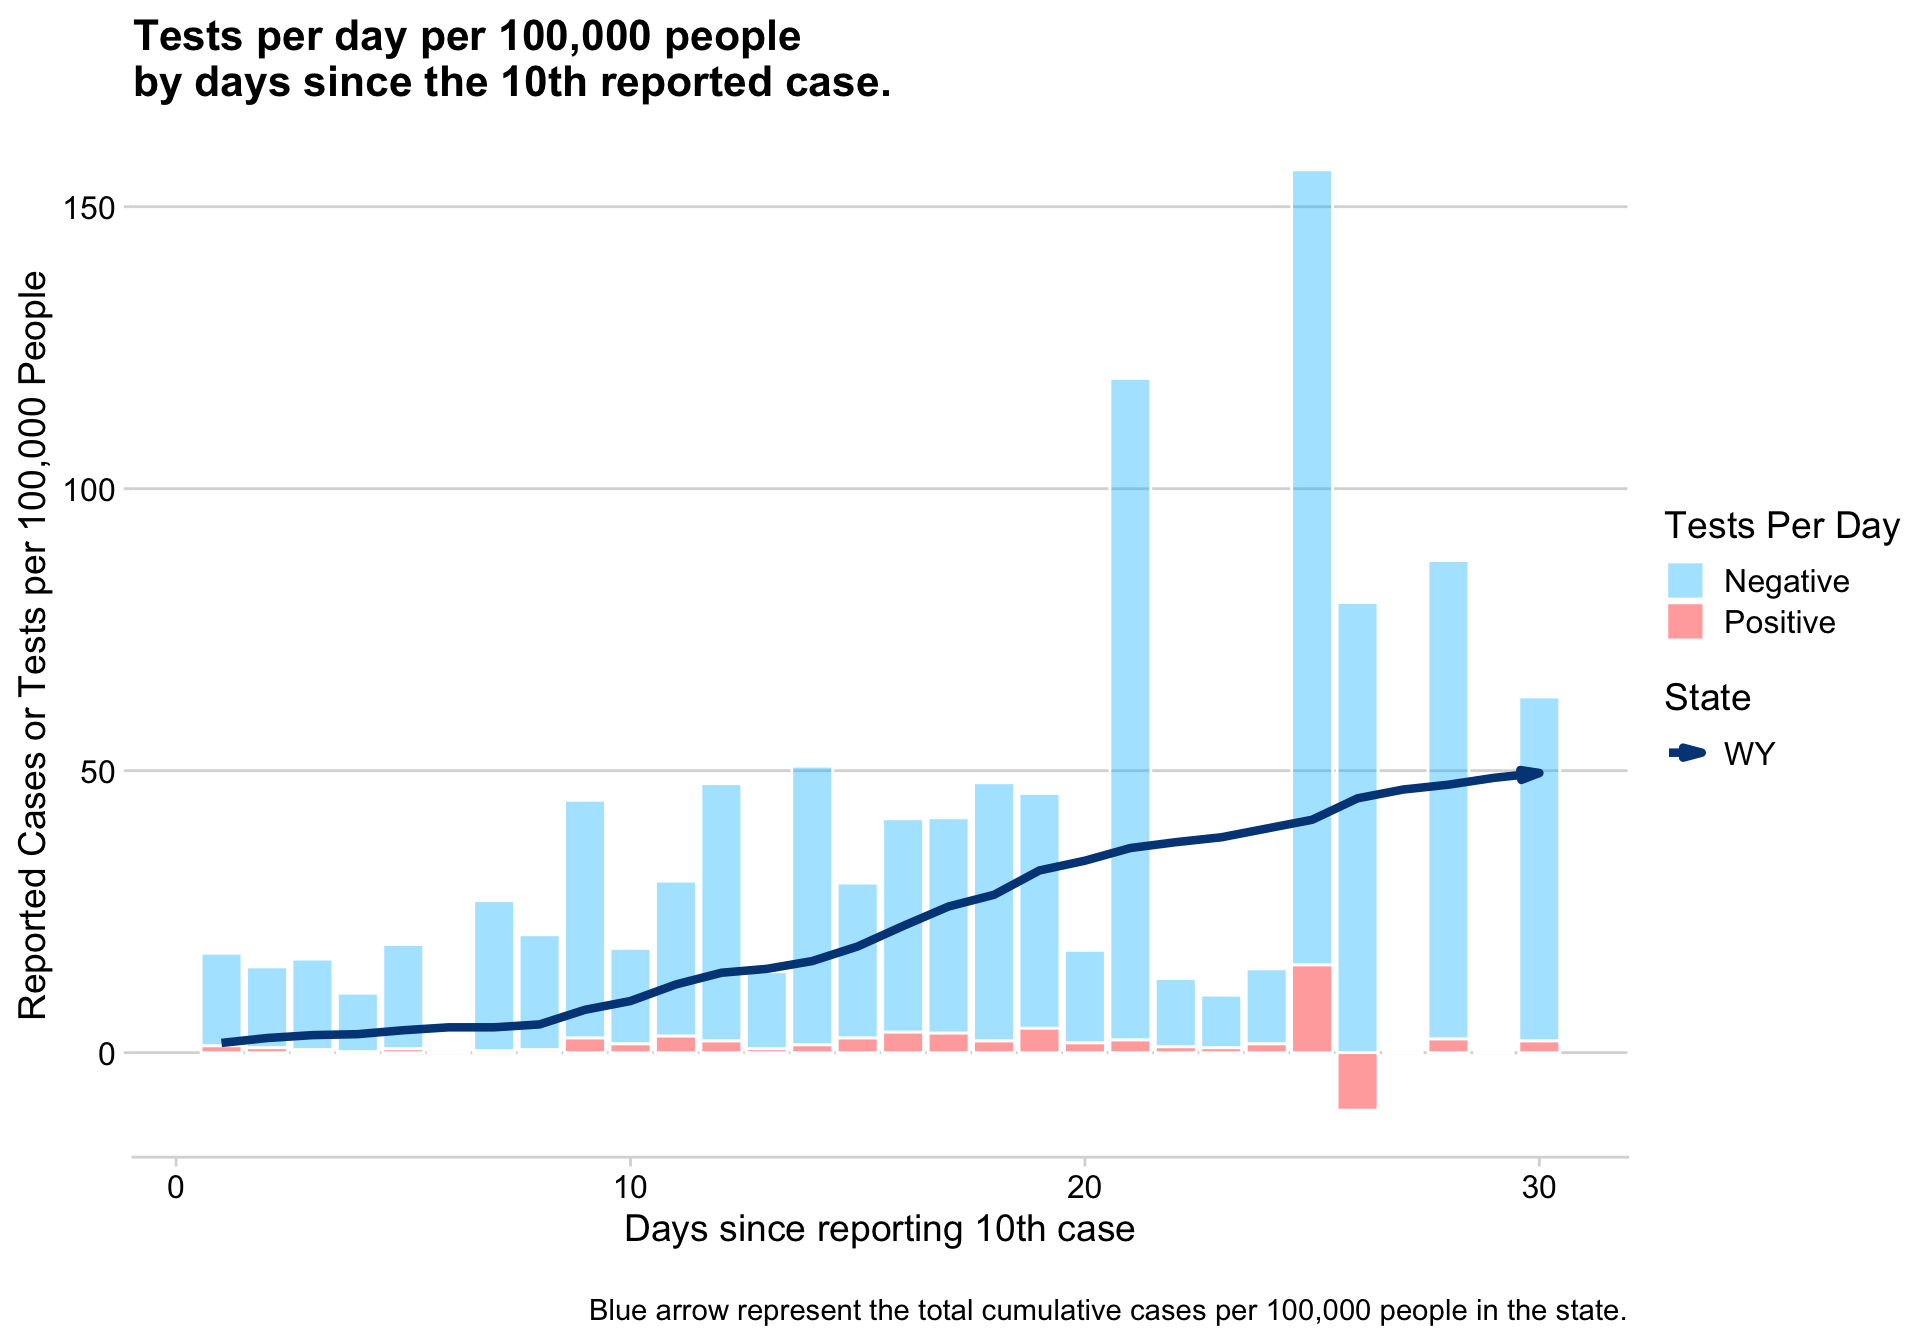 Tests per day per 100,000 people
by days since the 10th reported case.
Reported Cases or Tests per 100,000 People
150
100
50
0
0
10
20
30
Days since reporting 10th case
Tests Per Day
Negative
Positive
State
WY
Blue arrow represent the total cumulative cases per 100,000 people in the state.